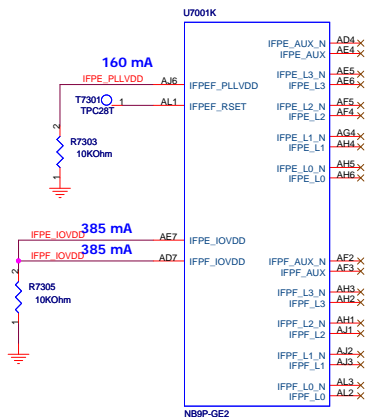 U7001K
160 mA
IFPE_PLLVDD AJ6 IFPEF_PLLVDD
T7301 1 AL1 IFPEF_RSET
TPC28T
2
R7303
10KOhm
1
385 mA
IFPE_IOVDD AE7 IFPE_IOVDD
385 mA
IFPF_IOVDD AD7 IFPF_IOVDD
2
R7305
10KOhm
1
IFPE_AUX_N AD4
IFPE_AUX AE4
IFPE_L3_N AE5
IFPE_L3 AE6
IFPE_L2_N AF5
IFPE_L2 AF4
IFPE_L1_N AG4
IFPE_L1 AH4
IFPE_L0_N AH5
IFPE_L0 AH6
IFPF_AUX_N AF2
IFPF_AUX AF3
IFPF_L3_N AH3
IFPF_L3 AH2
IFPF_L2_N AH1
IFPF_L2 AJ1
IFPF_L1_N AJ2
IFPF_L1 AJ3
IFPF_L0_N AL3
IFPF_L0 AL2
NB9P-GE2